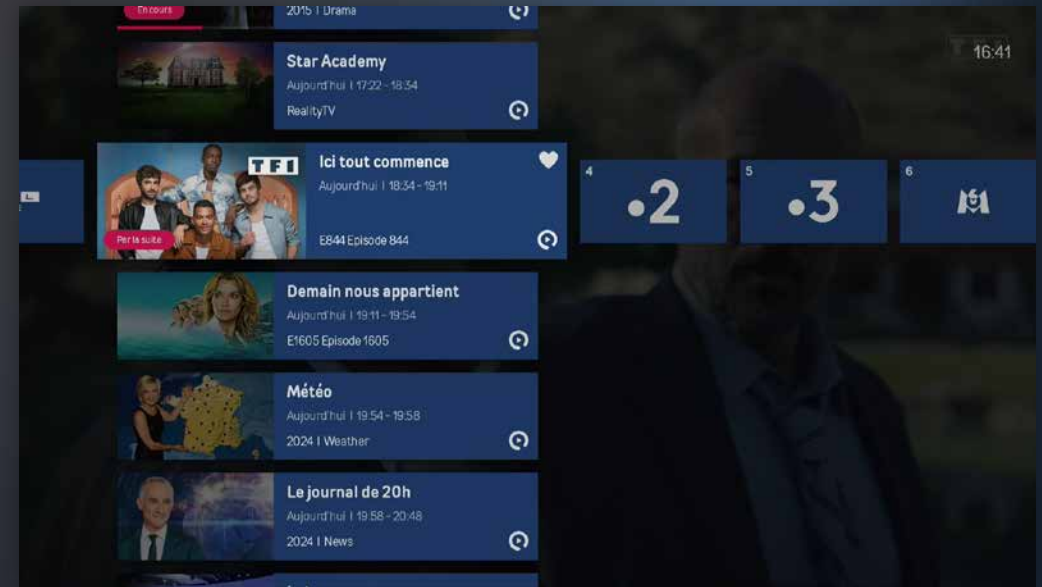 En cours
2015 | Drama
TF1
16:41
Star Academy
Aujourd'hui | 17:22 - 18:34
RealityTV
TF1
Ici tout commence
Aujourd'hui | 18:34 - 19:11
Par la suite
E844 Episode 844
4
2
5
3
6
M6
Demain nous appartient
Aujourd'hui | 19:11 - 19:54
E1605 Episode 1605
Météo
Aujourd'hui | 19:54 - 19:58
2024 | Weather
Le journal de 20h
Aujourd'hui | 19:58 - 20:48
2024 | News